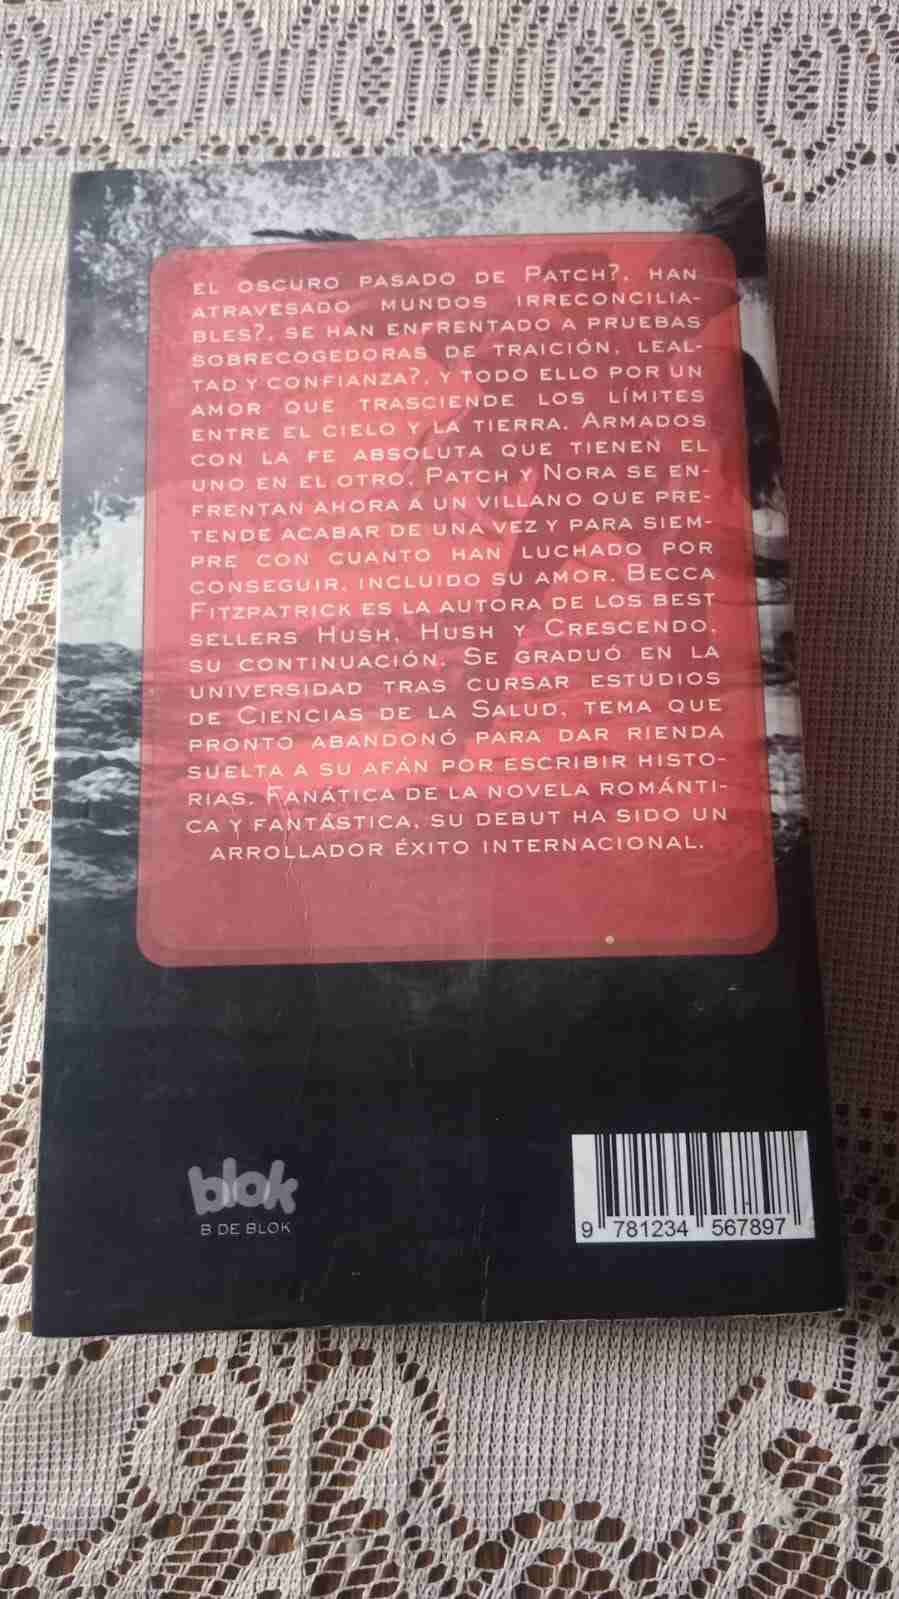 EL OSCURO PASADO DE PATCH?, HAN
ATRAVESADO MUNDOS IRRECONCILIA-
BLES?, SE HAN ENFRENTADO A PRUEBAS
SOBRECOGEDORAS DE TRAICIÓN, LEAL-
TAD Y CONFIANZA?, Y TODO ELLO POR UN
AMOR QUE TRASCIENDE LOS LÍMITES
ENTRE EL CIELO Y LA TIERRA. ARMADOS
CON LA FE ABSOLUTA QUE TIENEN EL
UNO EN EL OTRO, PATCH Y NORA SE EN-
FRENTAN AHORA A UN VILLANO QUE PRE-
TENDE ACABAR DE UNA VEZ Y PARA SIEM-
PRE CON CUANTO HAN LUCHADO POR
CONSEGUIR, INCLUIDO SU AMOR. BECCA
FITZPATRICK ES LA AUTORA DE LOS BEST
SELLERS HUSH, HUSH Y CRESCENDO,
SU CONTINUACIÓN. SE GRADUÓ EN LA
UNIVERSIDAD TRAS CURSAR ESTUDIOS
DE CIENCIAS DE LA SALUD, TEMA QUE
PRONTO ABANDONÓ PARA DAR RIENDA
SUELTA A SU AFÁN POR ESCRIBIR HISTO-
RIAS. FANÁTICA DE LA NOVELA ROMÁNTI-
CA Y FANTÁSTICA, SU DEBUT HA SIDO UN
ARROLLADOR ÉXITO INTERNACIONAL.
blok
B DE BLOK
9 781234 567897